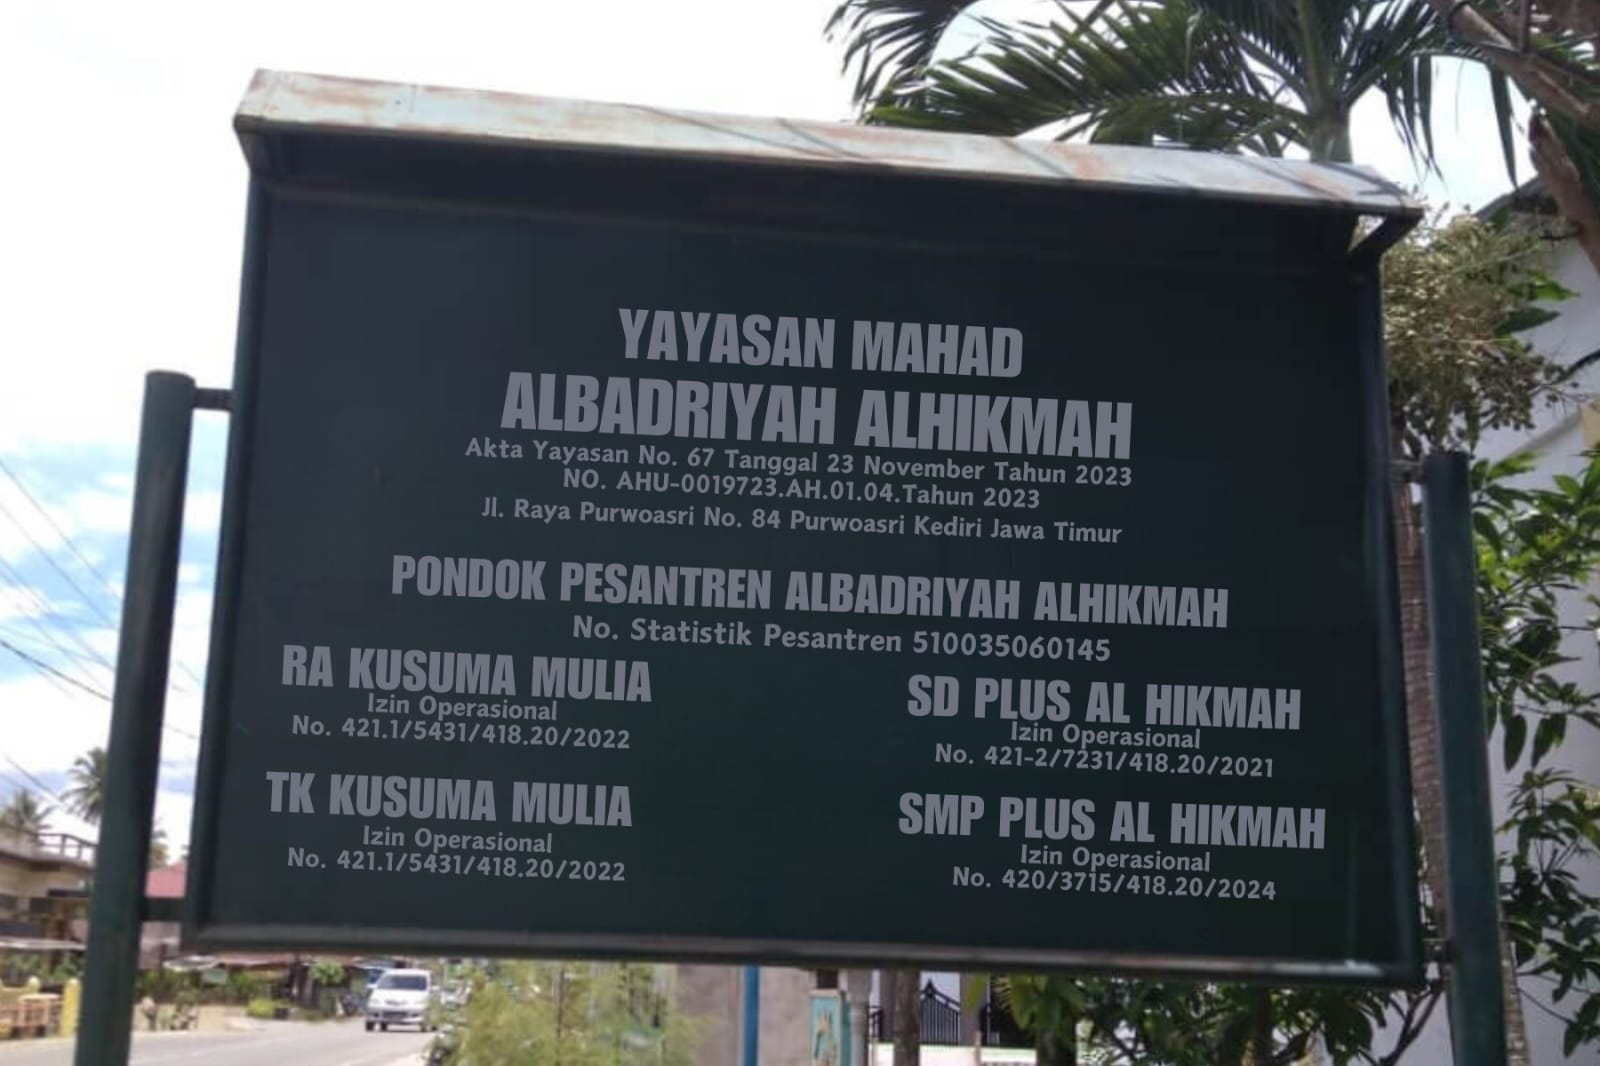 YAYASAN MAHAD
ALBADRIYAH ALHIKMAH
Akta Yayasan No. 67 Tanggal 23 November Tahun 2023
NO. AHU-0019723.AH.01.04.Tahun 2023
Jl. Raya Purwoasri No. 84 Purwoasri Kediri Jawa Timur
PONDOK PESANTREN ALBADRIYAH ALHIKMAH
No. Statistik Pesantren 510035060145
RA KUSUMA MULIA
Izin Operasional
No. 421.1/5431/418.20/2022
TK KUSUMA MULIA
Izin Operasional
No. 421.1/5431/418.20/2022
SD PLUS AL HIKMAH
Izin Operasional
No. 421-2/7231/418.20/2021
SMP PLUS AL HIKMAH
Izin Operasional
No. 420/3715/418.20/2024